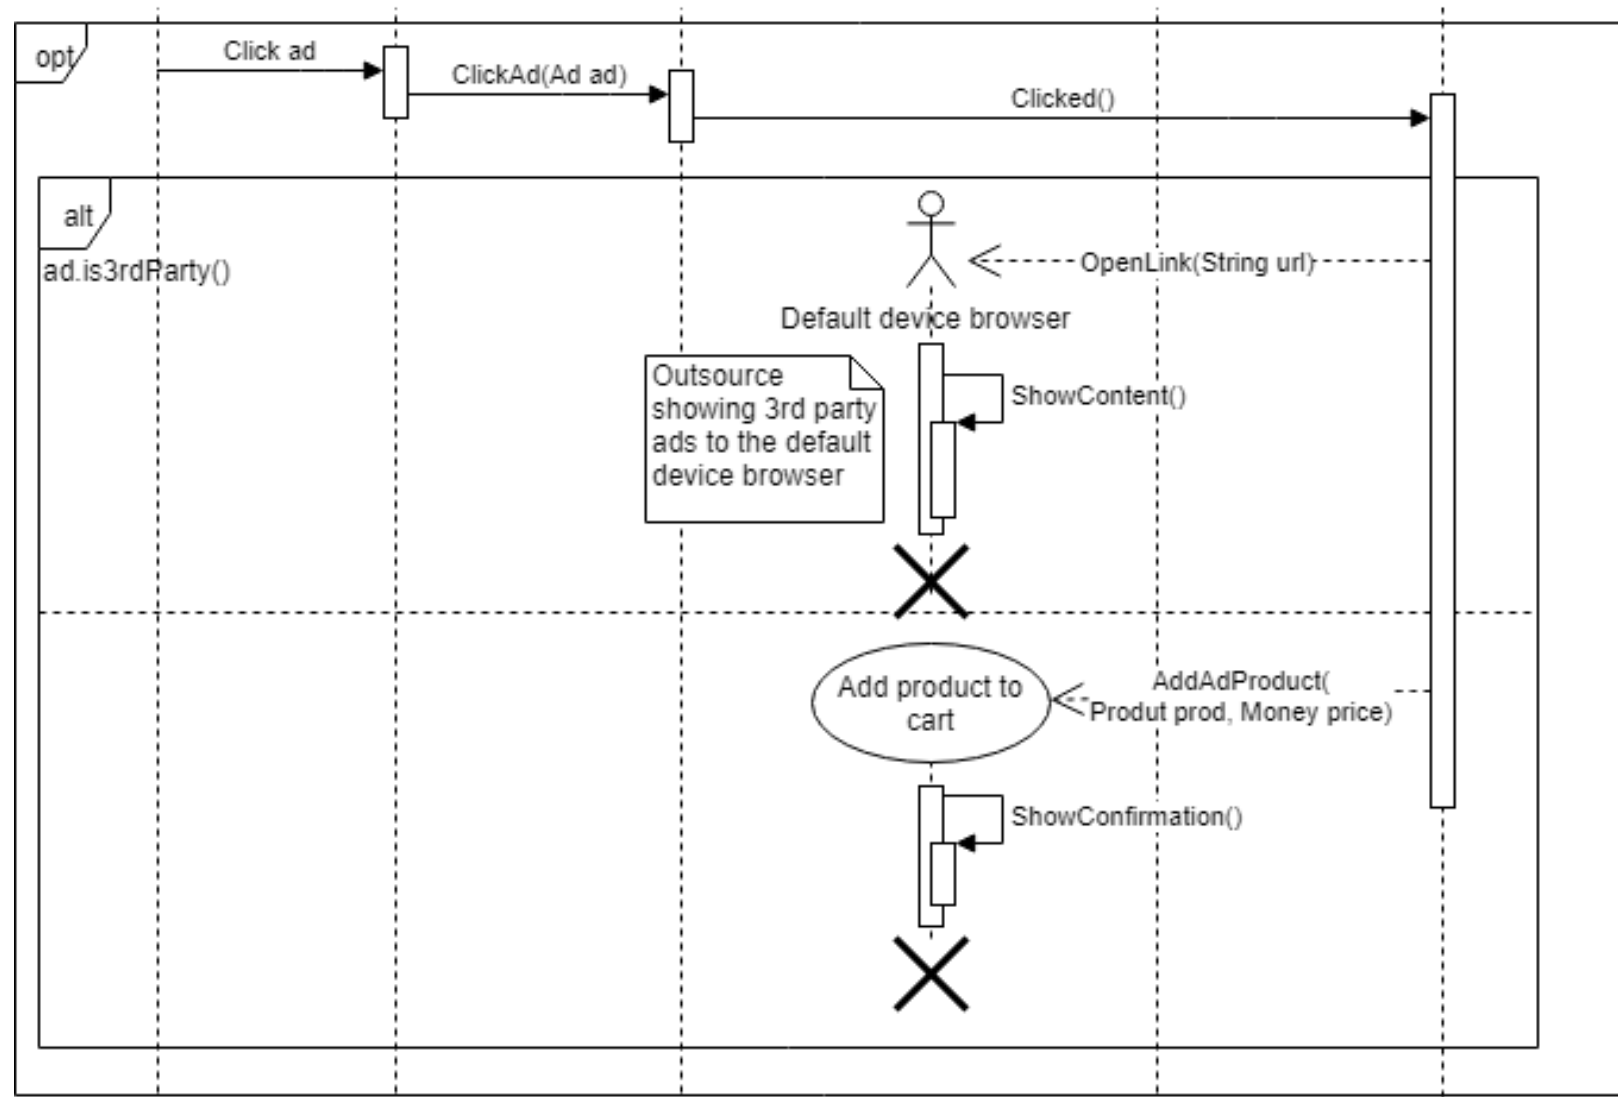 opt
Click ad
ClickAd(Ad ad)
Clicked()
alt
ad.is3rdParty()
OpenLink(String url)
Default device browser
Outsource
showing 3rd party
ads to the default
device browser
ShowContent()
Add product to
cart
AddAdProduct(
Produt prod, Money price)
ShowConfirmation()